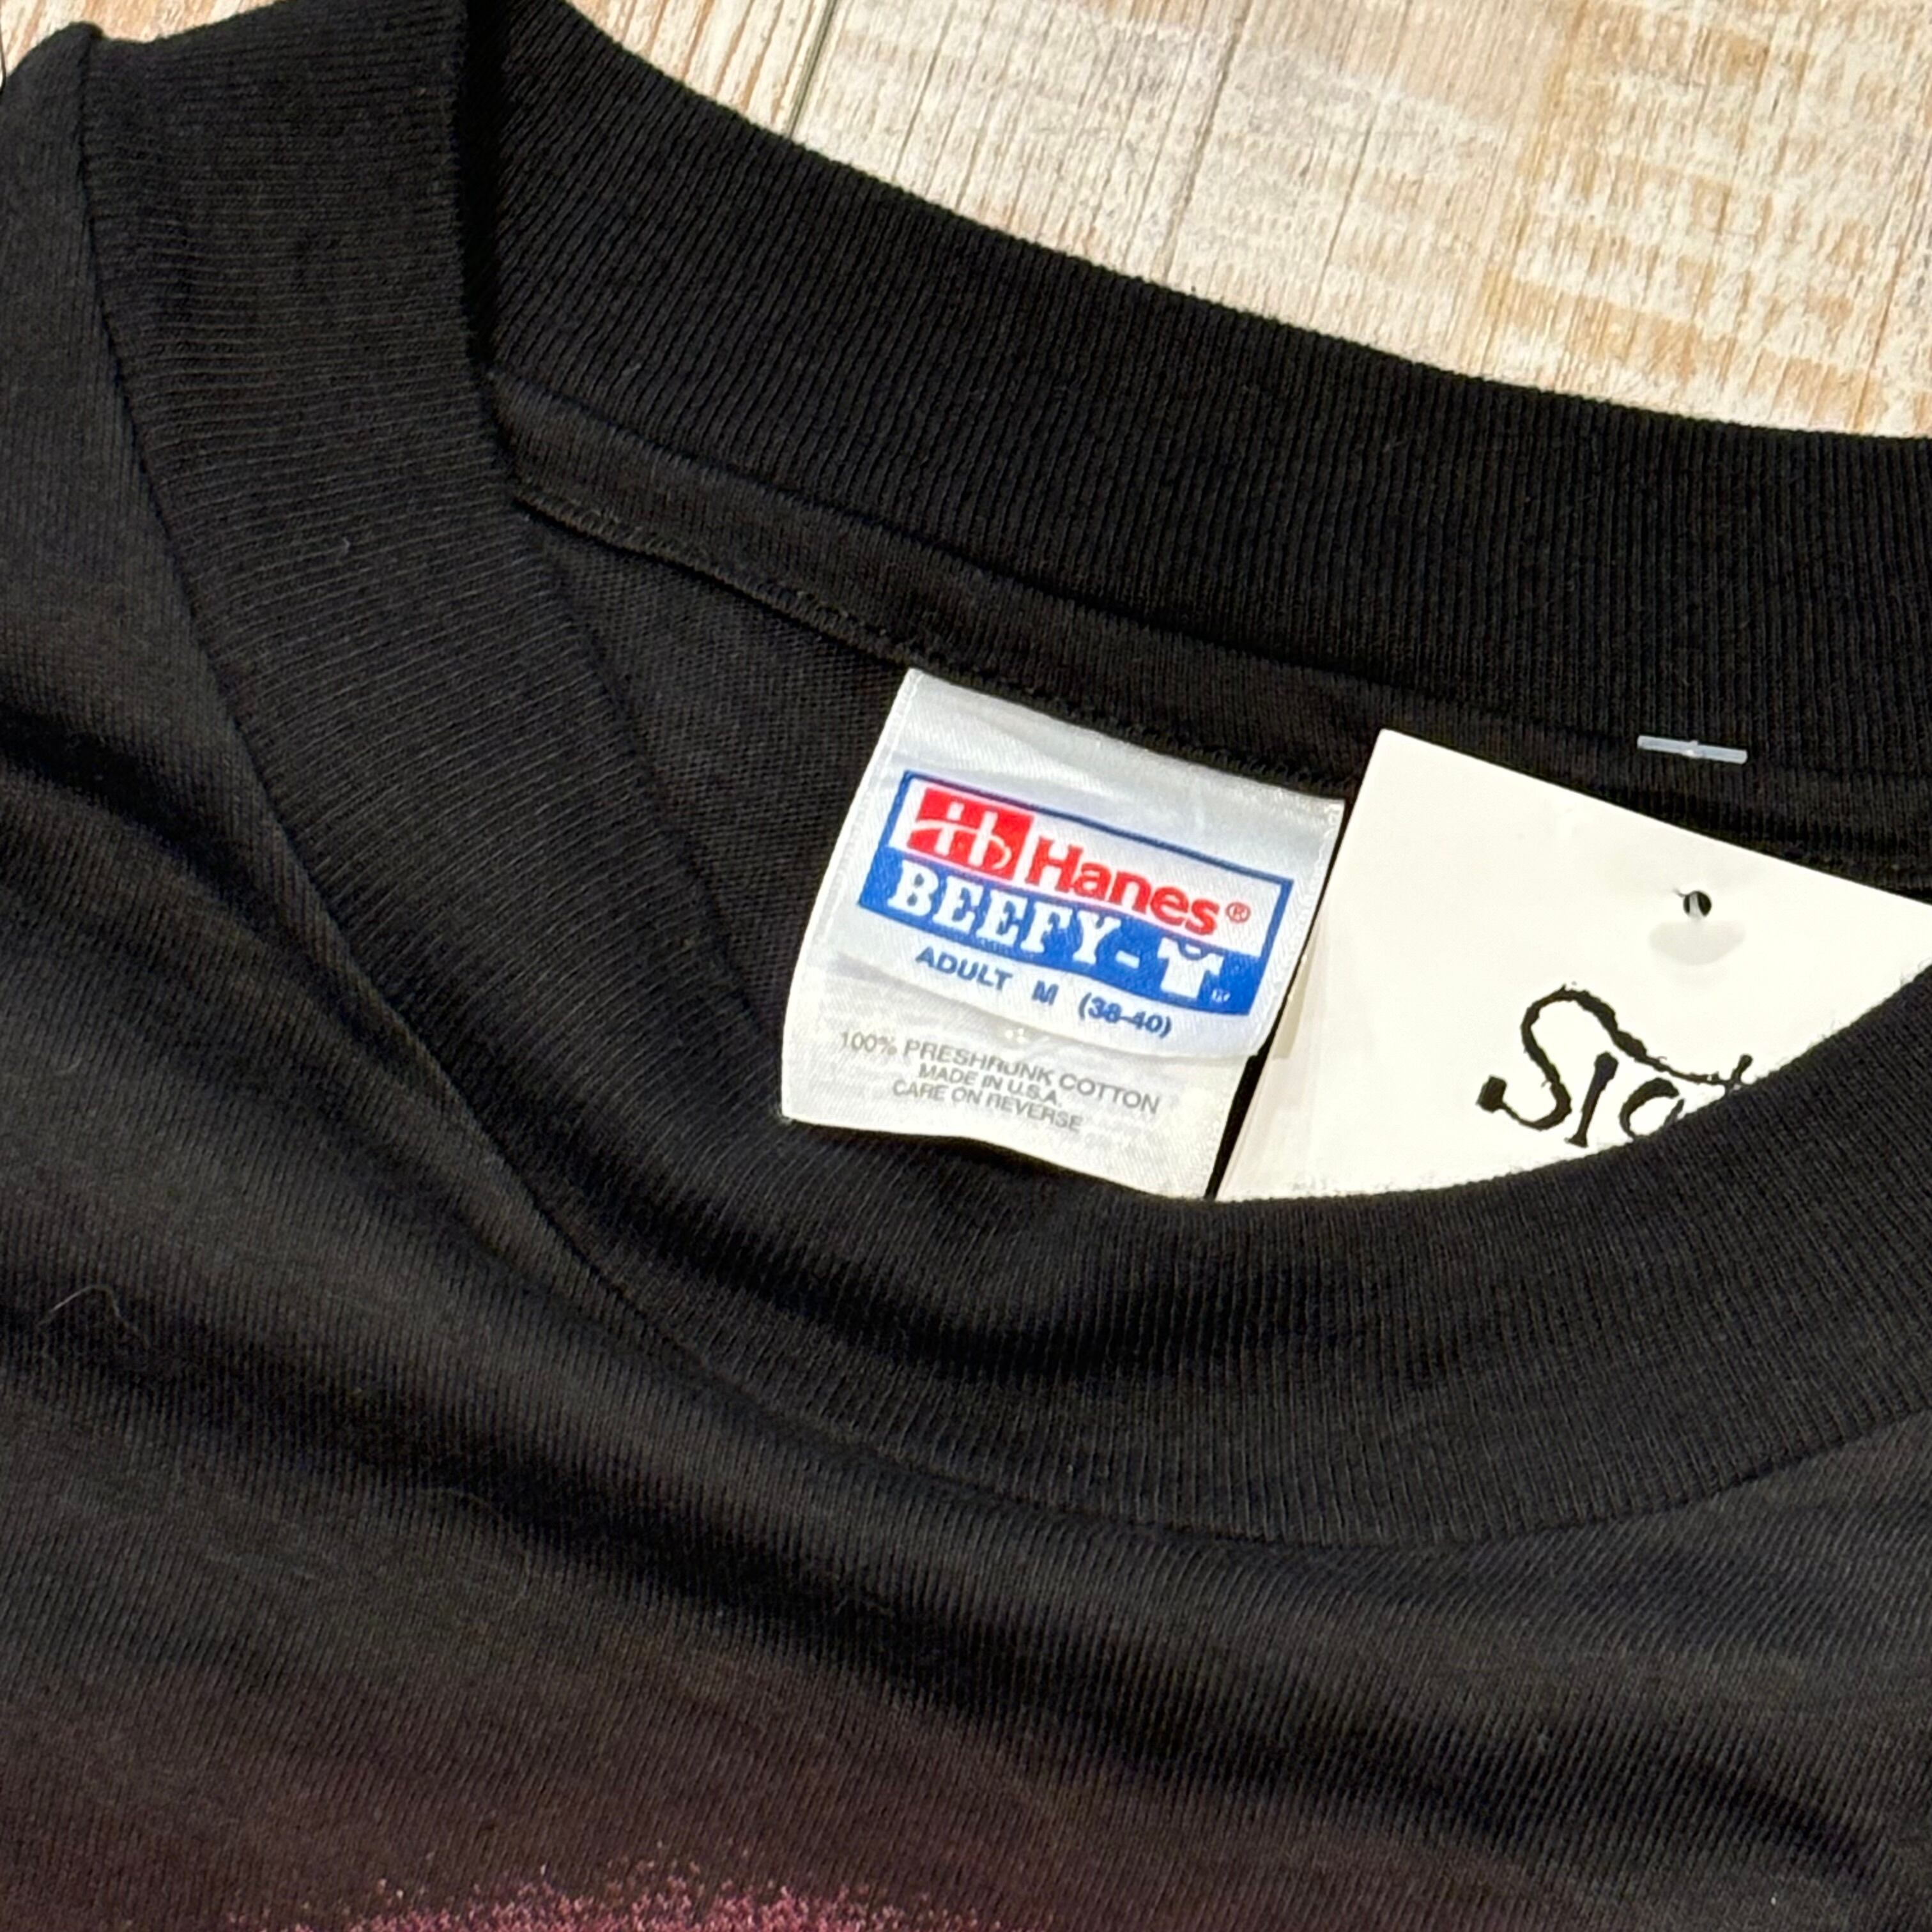 Hanes®
BEEFY-T®
ADULT M (38-40)
100% PRESHRUNK COTTON
MADE IN U.S.A.
CARE ON REVERSE